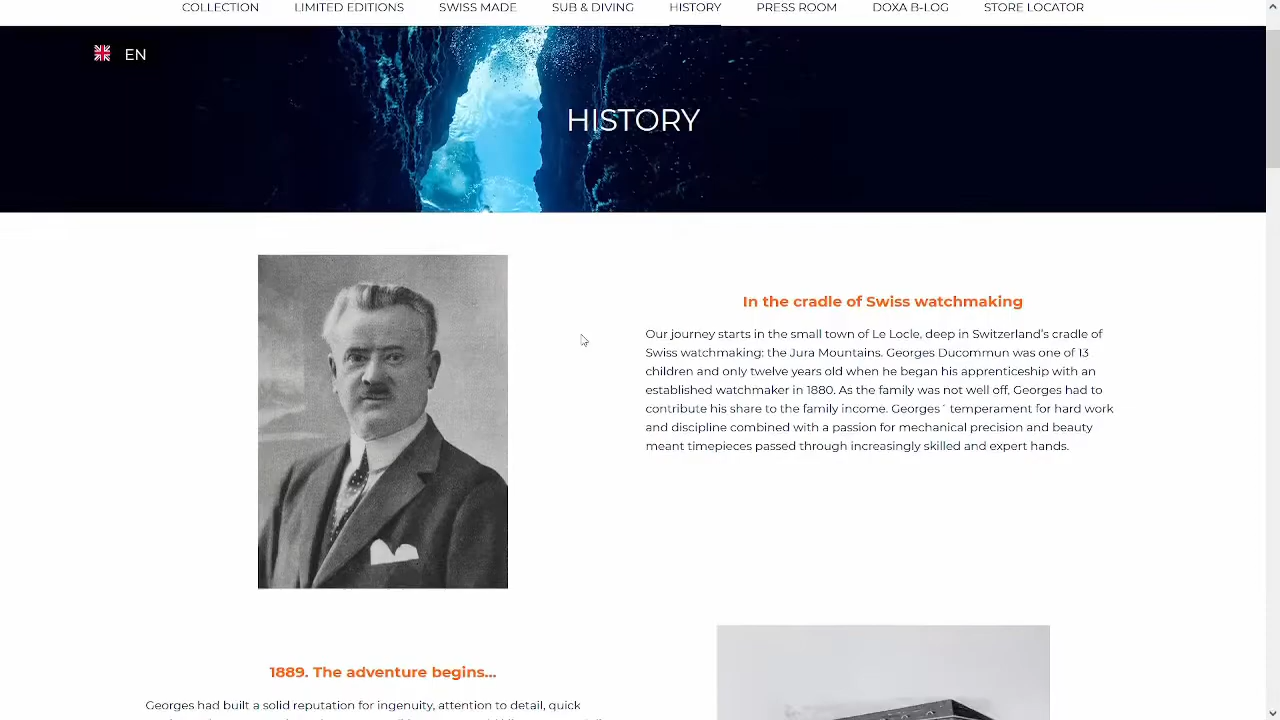 COLLECTION LIMITED EDITIONS SWISS MADE SUB & DIVING HISTORY PRESS ROOM DOXA B-LOG STORE LOCATOR
EN
HISTORY
In the cradle of Swiss watchmaking
Our journey starts in the small town of Le Locle, deep in Switzerland's cradle of
Swiss watchmaking: the Jura Mountains. Georges Ducommun was one of 13
children and only twelve years old when he began his apprenticeship with an
established watchmaker in 1880. As the family was not well off, Georges had to
contribute his share to the family income. Georges´ temperament for hard work
and discipline combined with a passion for mechanical precision and beauty
meant timepieces passed through increasingly skilled and expert hands.
1889. The adventure begins...
Georges had built a solid reputation for ingenuity, attention to detail, quick